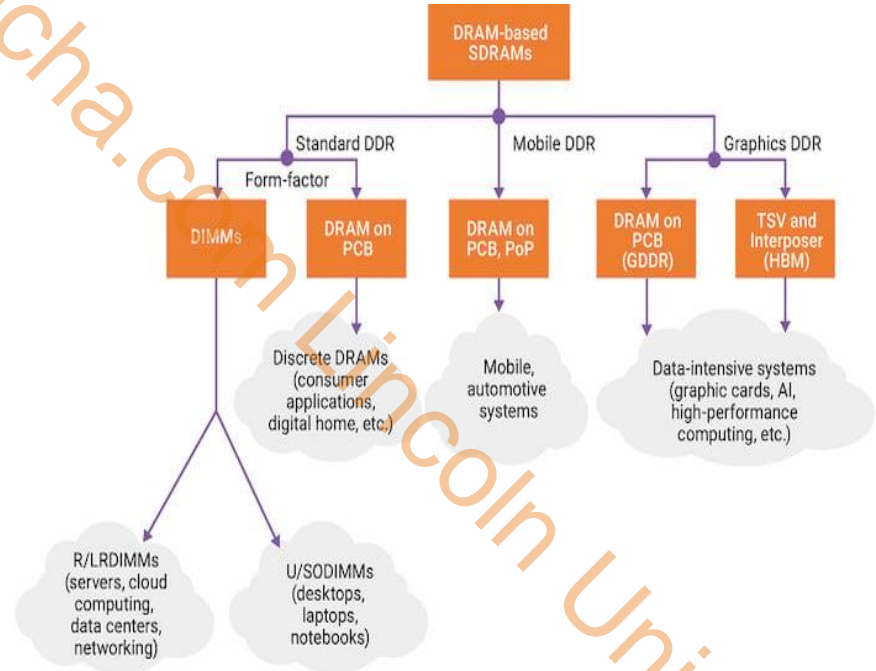 DRAM-based
SDRAMs
Standard DDR
Mobile DDR
Graphics DDR
Form-factor
DIMMs
DRAM on
PCB
DRAM on
PCB, PoP
DRAM on
PCB
(GDDR)
TSV and
Interposer
(HBM)
Discrete DRAMs
(consumer
applications,
digital home, etc.)
Mobile,
automotive
systems
Data-intensive systems
(graphic cards, AI,
high-performance
computing, etc.)
R/LRDIMMs
(servers, cloud
computing,
data centers,
networking)
U/SODIMMs
(desktops,
laptops,
notebooks)
cha.com Lincoln Uni